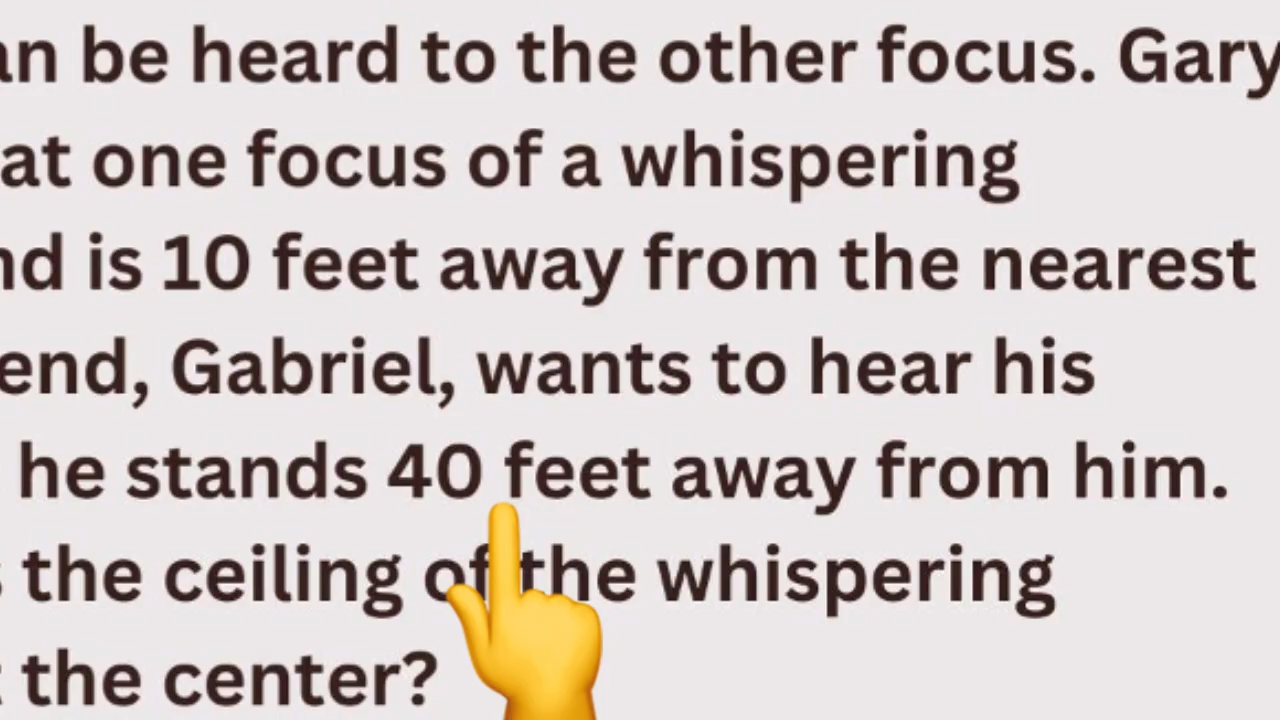 an be heard to the other focus. Gary
at one focus of a whispering
nd is 10 feet away from the nearest
end, Gabriel, wants to hear his
he stands 40 feet away from him.
s the ceiling of the whispering
t the center?